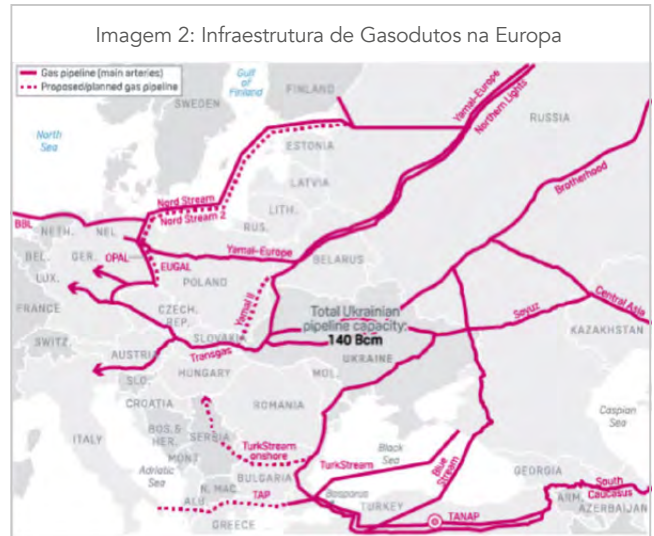 Imagem 2: Infraestrutura de Gasodutos na Europa
Gas pipeline (main arteries)
Proposed/planned gas pipeline
Gulf
of
Finland
FINLAND
SWEDEN
North
Sea
RUSSIA
Yamal-Europe
Northern Lights
ESTONIA
LATVIA
LITH.
RUS.
Brotherhood
Nord Stream
Nord Stream 2
BBL
NETH.
NEL
BEL.
GER.
OPAL
EUGAL
LUX.
Yamal-Europe
BELARUS
POLAND
Yamal II
FRANCE
CZECH.
REP.
Total Ukrainian
pipeline capacity:
140 Bcm
Soyuz
Central Asia
KAZAKHSTAN
SWITZ.
AUSTRIA
SLOVAKIA
Transgas
UKRAINE
HUNGARY
MOL.
SLO.
CROATIA
ROMANIA
Caspian
Sea
ITALY
BOS.&
HER.
SERBIA
MONT.
TurkStream
onshore
Black
Sea
TurkStream
Blue
Stream
GEORGIA
Adriatic
Sea
BULGARIA
N. MAC.
ALB.
TAP
Bosporus
GREECE
TURKEY
TANAP
South
Caucasus
ARM.
AZERBAIJAN